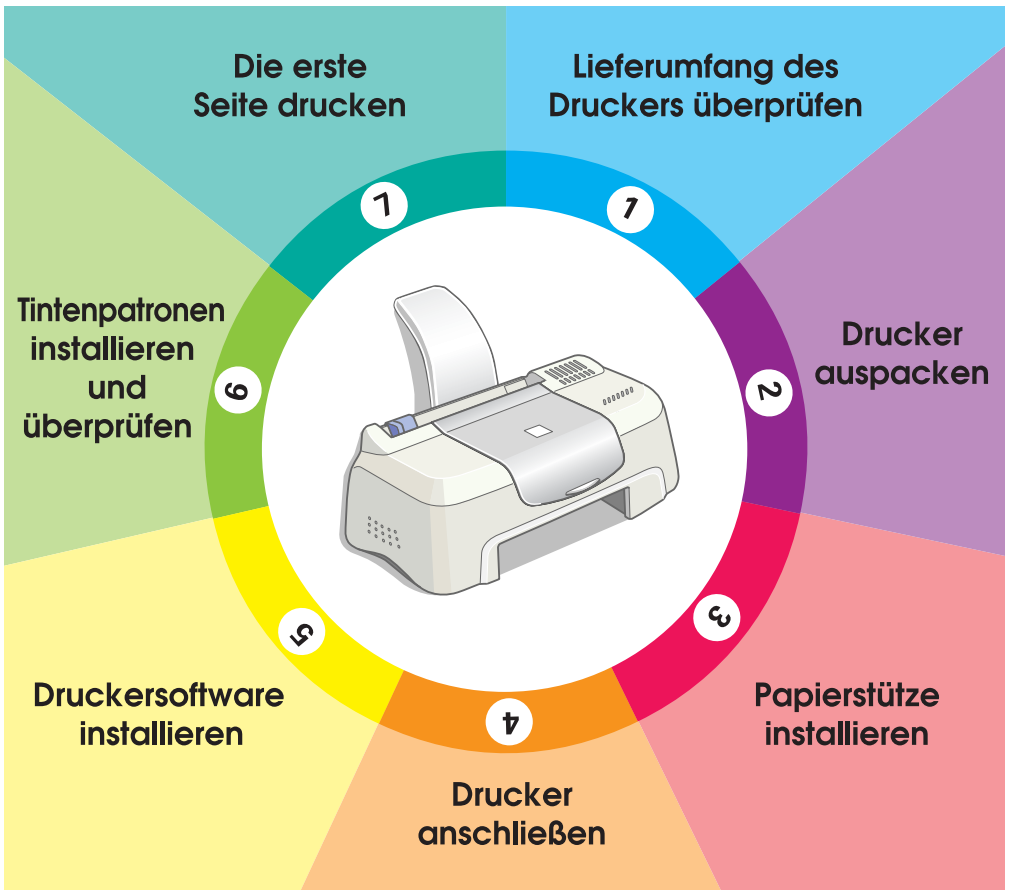 1
Lieferumfang des
Druckers überprüfen
2
Drucker
auspacken
3
Papierstütze
installieren
4
Drucker
anschließen
5
Druckersoftware
installieren
6
Tintenpatronen
installieren
und
überprüfen
7
Die erste
Seite drucken